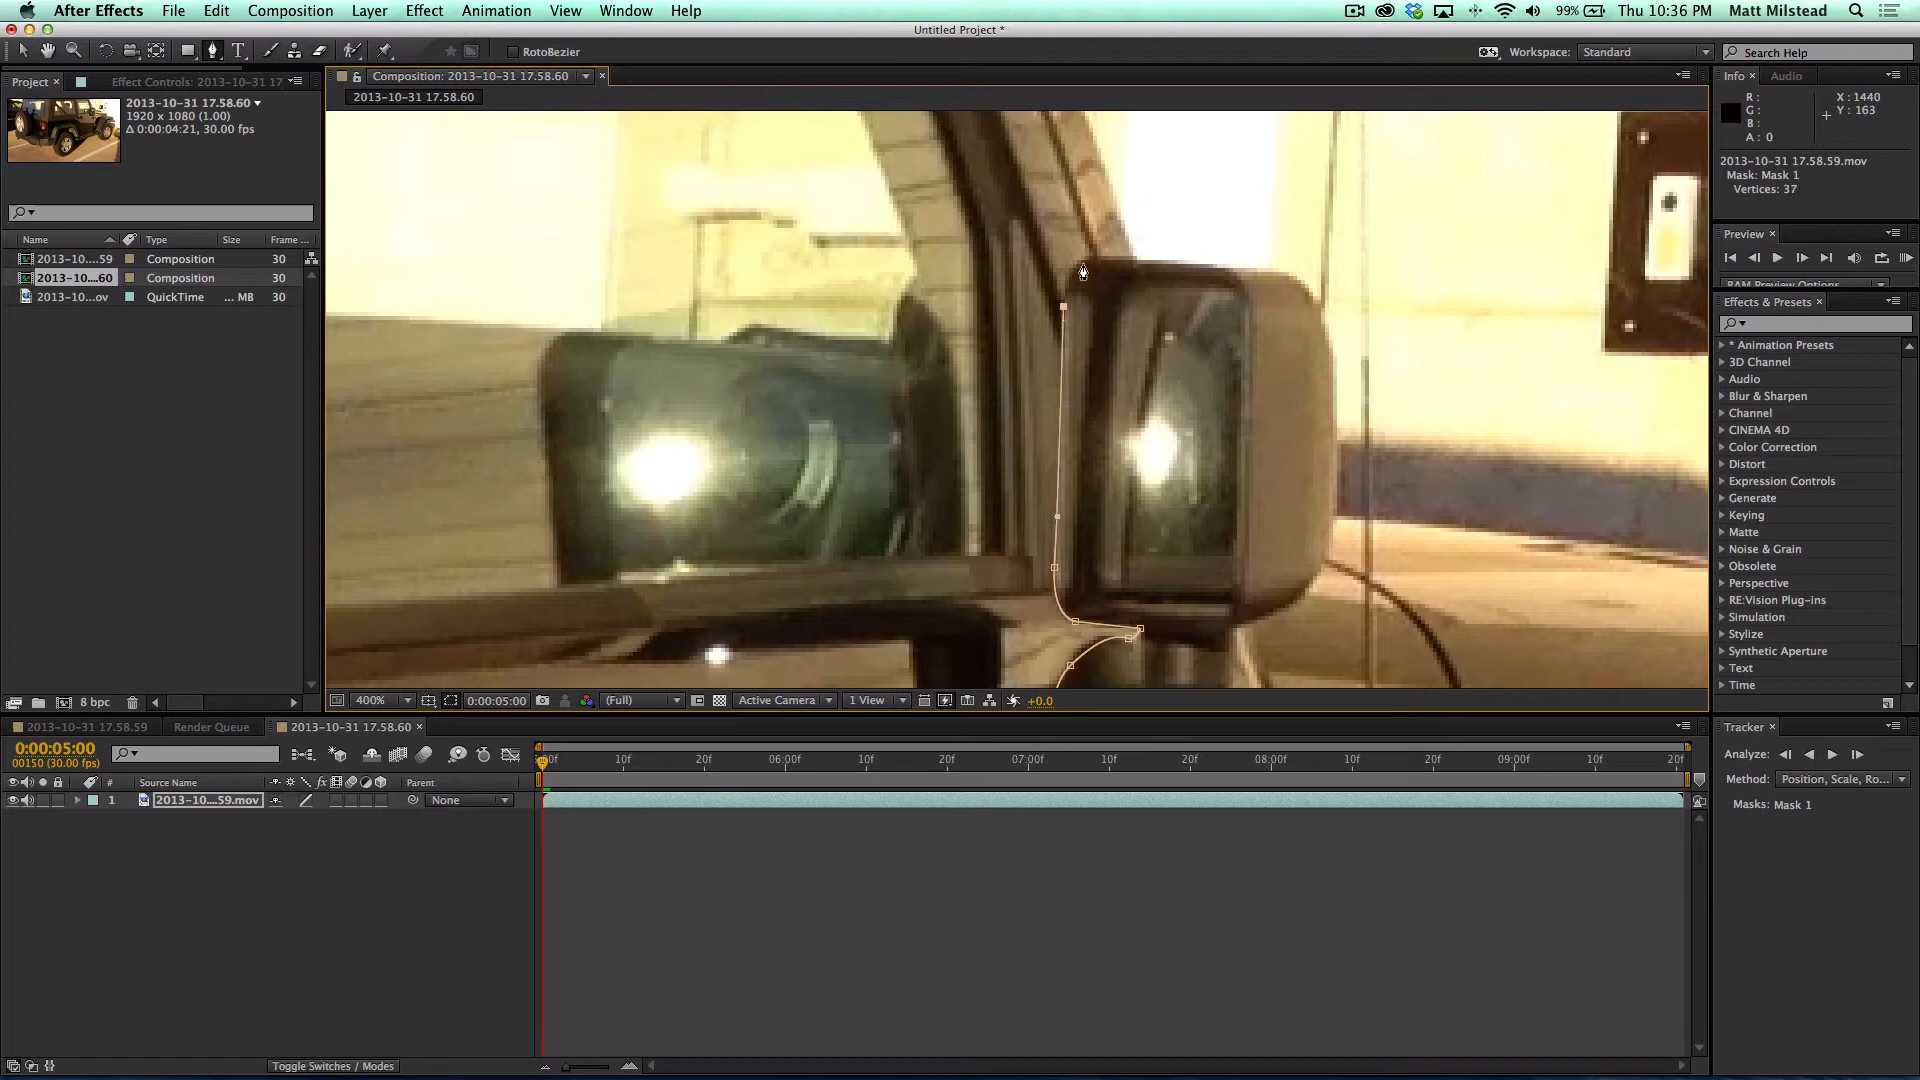 After Effects File Edit Composition Layer Effect Animation View Window Help 99% Thu 10:36 PM Matt Milstead
Untitled Project *
RotoBezier Workspace: Standard Search Help
Project × Effect Controls: 2013-10-31 17 Composition: 2013-10-31 17.58.60 × Info × Audio
2013-10-31 17.58.60
2013-10-31 17.58.60
1920 x 1080 (1.00)
Δ 0:00:04:21, 30.00 fps
R :
G :
B :
A : 0
X : 1440
Y : 163
2013-10-31 17.58.59.mov
Mask: Mask 1
Vertices: 37
Preview ×
RAM Preview Options
Name Type Size Frame ...
2013-10....59 Composition 30
2013-10....60 Composition 30
2013-10...ov QuickTime ... MB 30
Effects & Presets ×
* Animation Presets
3D Channel
Audio
Blur & Sharpen
Channel
CINEMA 4D
Color Correction
Distort
Expression Controls
Generate
Keying
Matte
Noise & Grain
Obsolete
Perspective
RE:Vision Plug-ins
Simulation
Stylize
Synthetic Aperture
Text
Time
8 bpc
400% 0:00:05:00 (Full) Active Camera 1 View +0.0
2013-10-31 17.58.59 Render Queue 2013-10-31 17.58.60 ×
0:00:05:00
00150 (30.00 fps)
# Source Name fx Parent
1 2013-10....59.mov None
00f 10f 20f 06:00f 10f 20f 07:00f 10f 20f 08:00f 10f 20f 09:00f 10f 20f
Toggle Switches / Modes
Tracker ×
Analyze:
Method: Position, Scale, Ro...
Masks: Mask 1